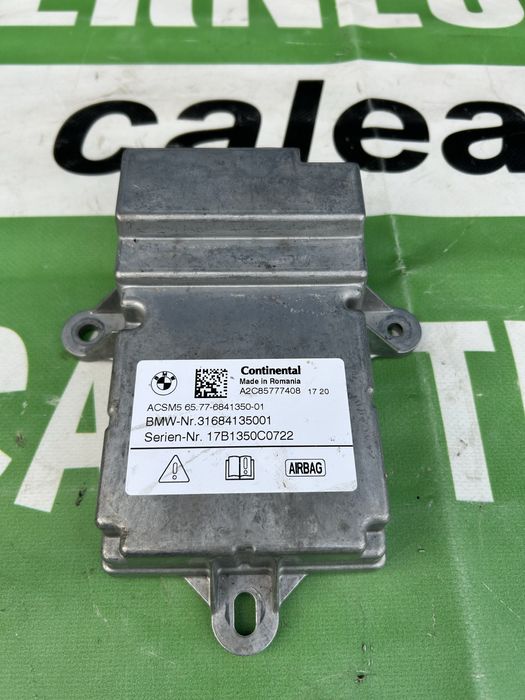 calea
BMW
Continental
Made in Romania
A2C85777408 17 20
ACSM5 65.77-6841350-01
BMW-Nr.31684135001
Serien-Nr. 17B1350C0722
AIRBAG